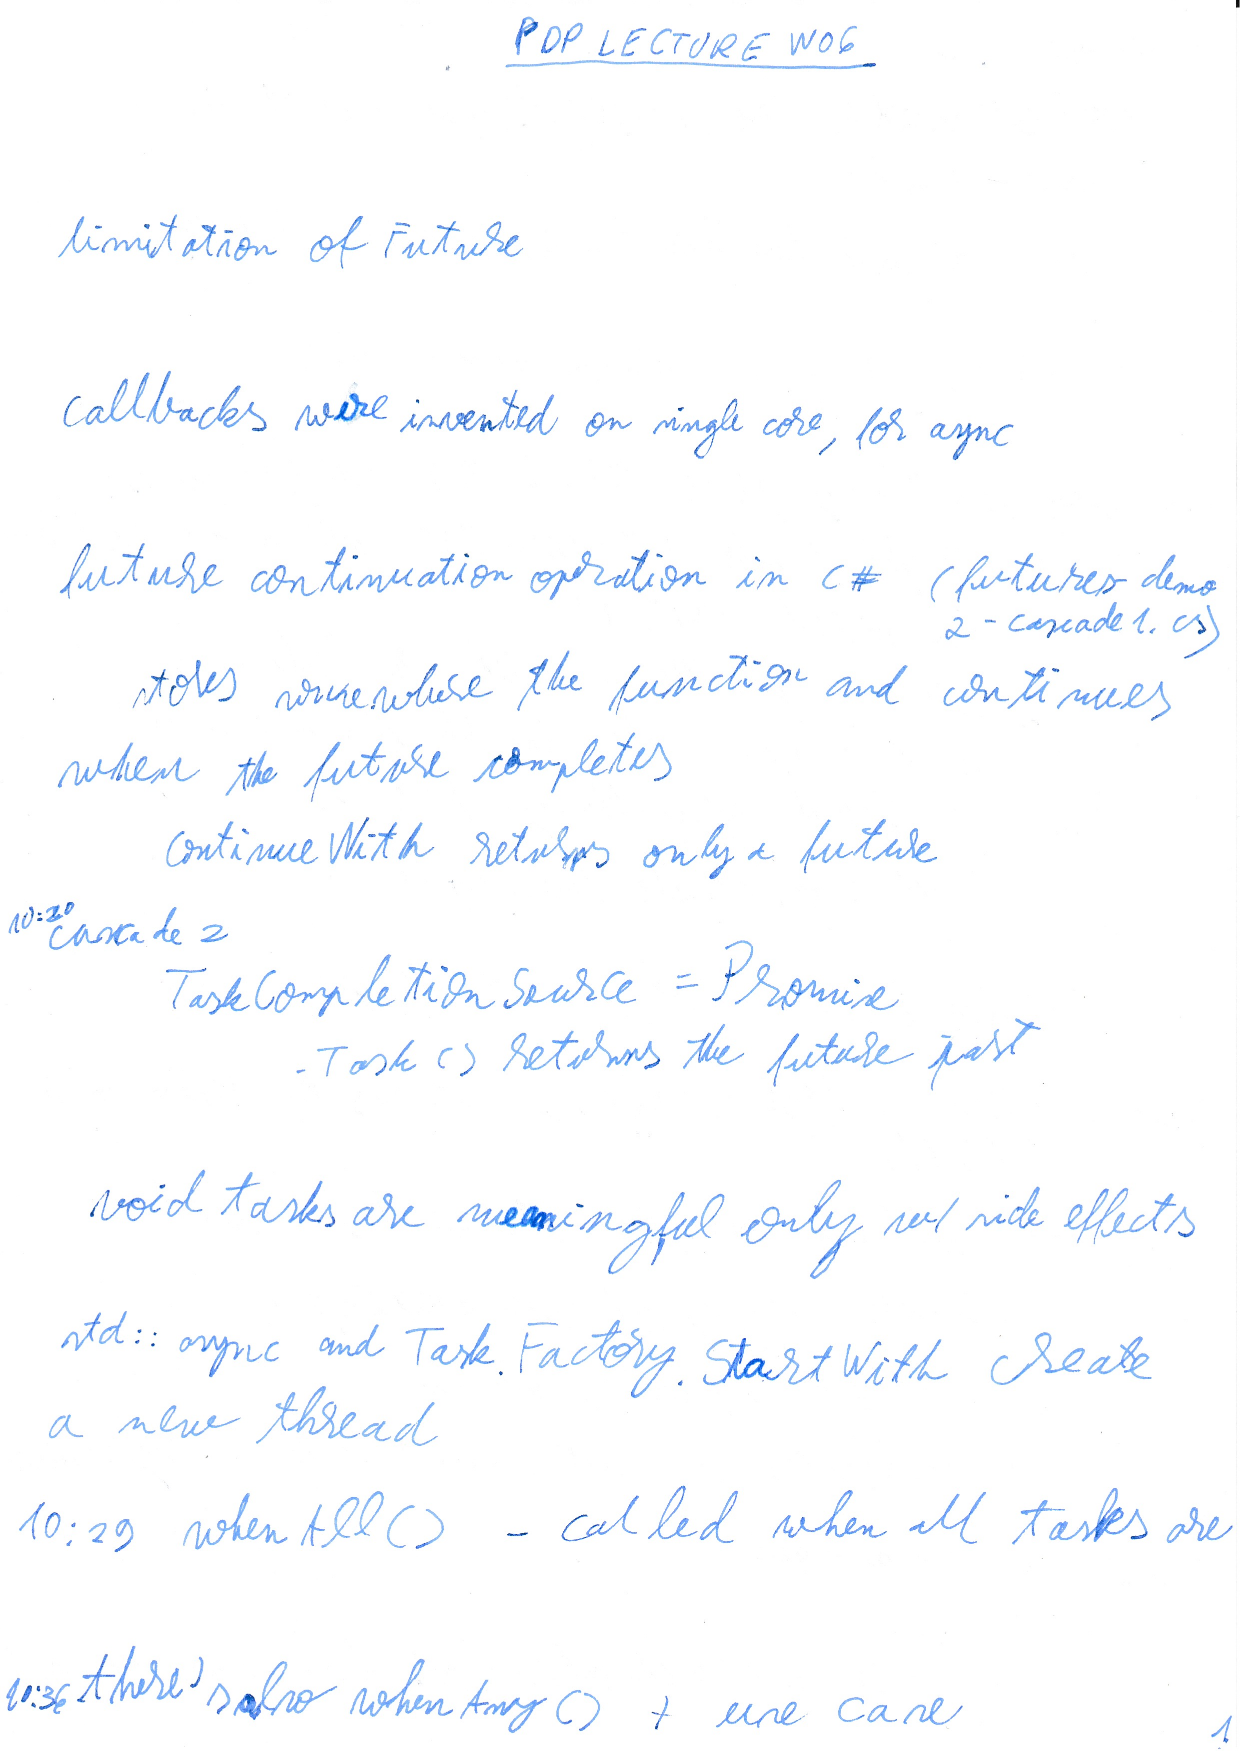 PDP LECTURE W06
limitation of Future
callbacks were invented on single core, for async
future continuation operation in C# (futures-demo
2-cascade1.cs)
stores somewhere the function and continues
when the future completes
ContinueWith returns only a future
10:20
Cascade 2
TaskCompletionSource = Promise
.Task() returns the future part
void tasks are meaningful only w/ side effects
std::async and Task.Factory.StartWith create
a new thread
10:29 whenAll() - called when all tasks are
10:36 there's also whenAny() + use case
1